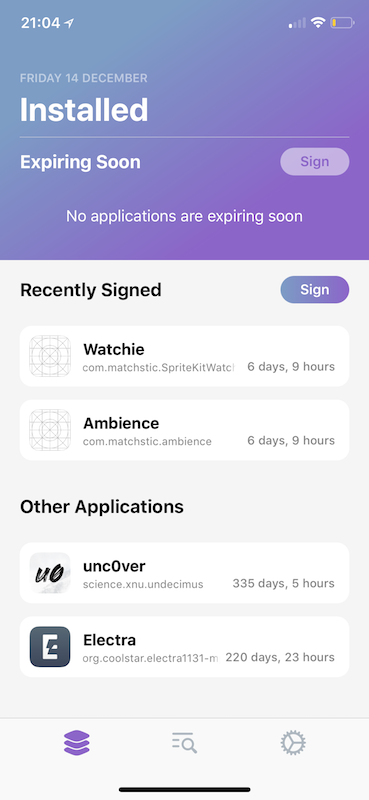 21:04
FRIDAY 14 DECEMBER
Installed
Expiring Soon Sign
No applications are expiring soon
Recently Signed Sign
Watchie
com.matchstic.SpriteKitWatc 6 days, 9 hours
Ambience
com.matchstic.ambience 6 days, 9 hours
Other Applications
u0 unc0ver
science.xnu.undecimus 335 days, 5 hours
Electra
org.coolstar.electra1131-m 220 days, 23 hours